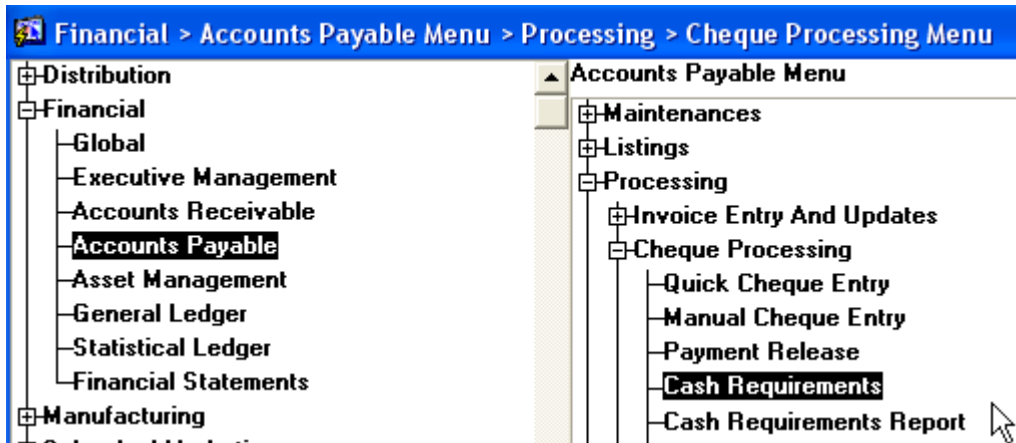 Financial > Accounts Payable Menu > Processing > Cheque Processing Menu
Distribution
Financial
Global
Executive Management
Accounts Receivable
Accounts Payable
Asset Management
General Ledger
Statistical Ledger
Financial Statements
Manufacturing
Accounts Payable Menu
Maintenances
Listings
Processing
Invoice Entry And Updates
Cheque Processing
Quick Cheque Entry
Manual Cheque Entry
Payment Release
Cash Requirements
Cash Requirements Report